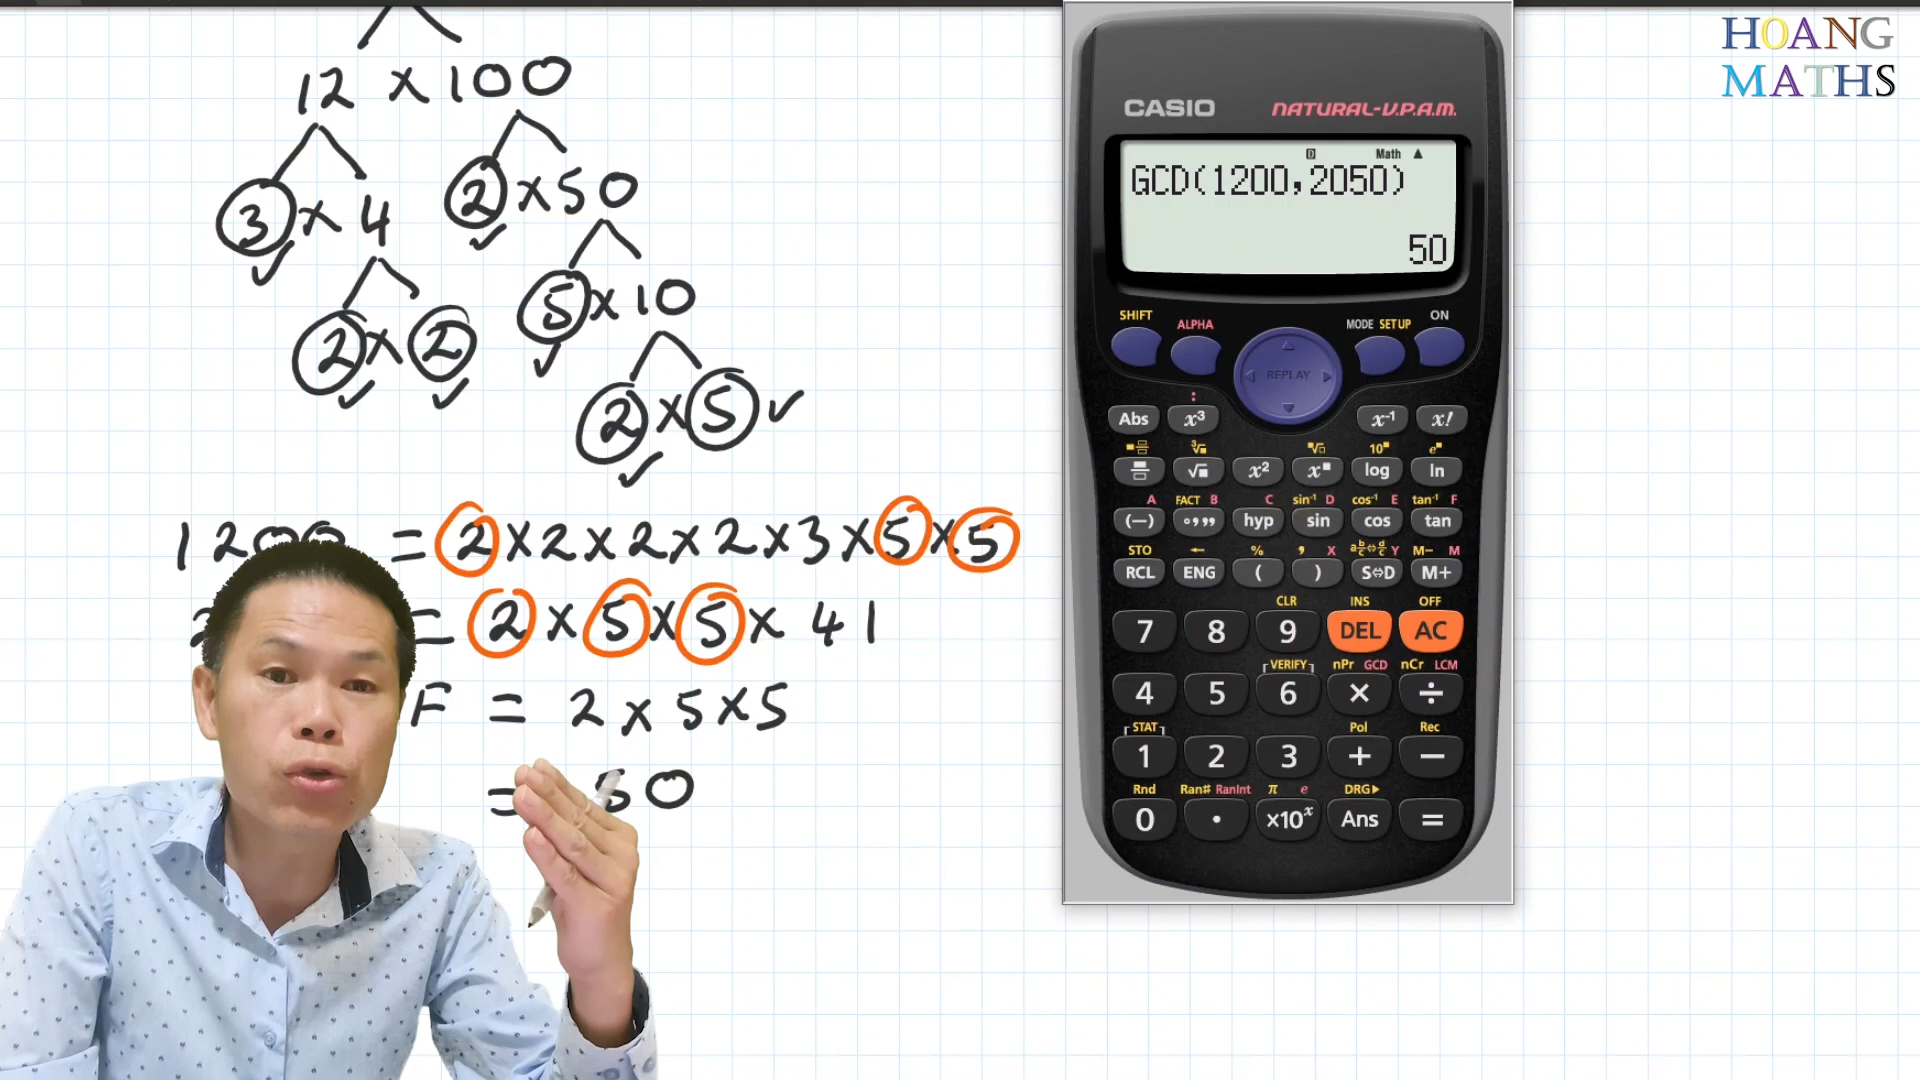 12 × 100
3 × 4
2 × 50
2 × 2
5 × 10
2 × 5 ✓
1200 = 2 × 2 × 2 × 2 × 3 × 5 × 5
= 2 × 5 × 5 × 41
F = 2 × 5 × 5
= 50
HOANG
MATHS
CASIO NATURAL-V.P.A.M.
D Math ▲
GCD(1200,2050)
50
SHIFT ALPHA MODE SETUP ON
REPLAY
:
Abs x³ x⁻¹ x!
³√■ ■√□ 10■ e■
√■ x² x■ log ln
A FACT B C sin⁻¹ D cos⁻¹ E tan⁻¹ F
(−) °,,, hyp sin cos tan
STO ← % , X a b/c⇔d/c Y M− M
RCL ENG ( ) S⇔D M+
CLR INS OFF
7 8 9 DEL AC
VERIFY nPr GCD nCr LCM
4 5 6 × ÷
STAT Pol Rec
1 2 3 + −
Rnd Ran# RanInt π e DRG▶
0 . ×10ˣ Ans =